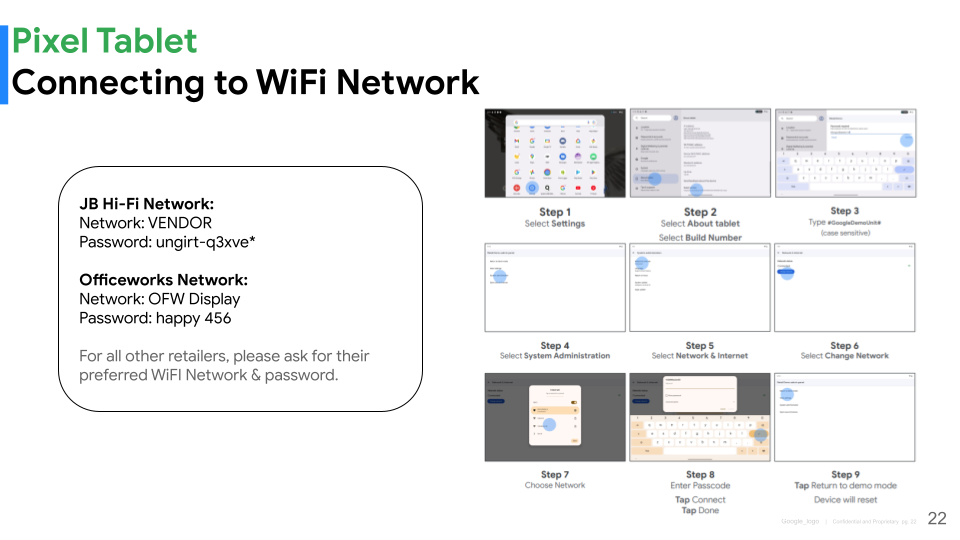 Pixel Tablet
Connecting to WiFi Network
JB Hi-Fi Network:
Network: VENDOR
Password: ungirt-q3xve*
Officeworks Network:
Network: OFW Display
Password: happy 456
For all other retailers, please ask for their
preferred WiFI Network & password.
Step 1
Select Settings
Step 2
Select About tablet
Select Build Number
Step 3
Type #GoogleDemoUnit#
(case sensitive)
Step 4
Select System Administration
Step 5
Select Network & Internet
Step 6
Select Change Network
Step 7
Choose Network
Step 8
Enter Passcode
Tap Connect
Tap Done
Step 9
Tap Return to demo mode
Device will reset
Google_logo | Confidential and Proprietary pg. 22
22